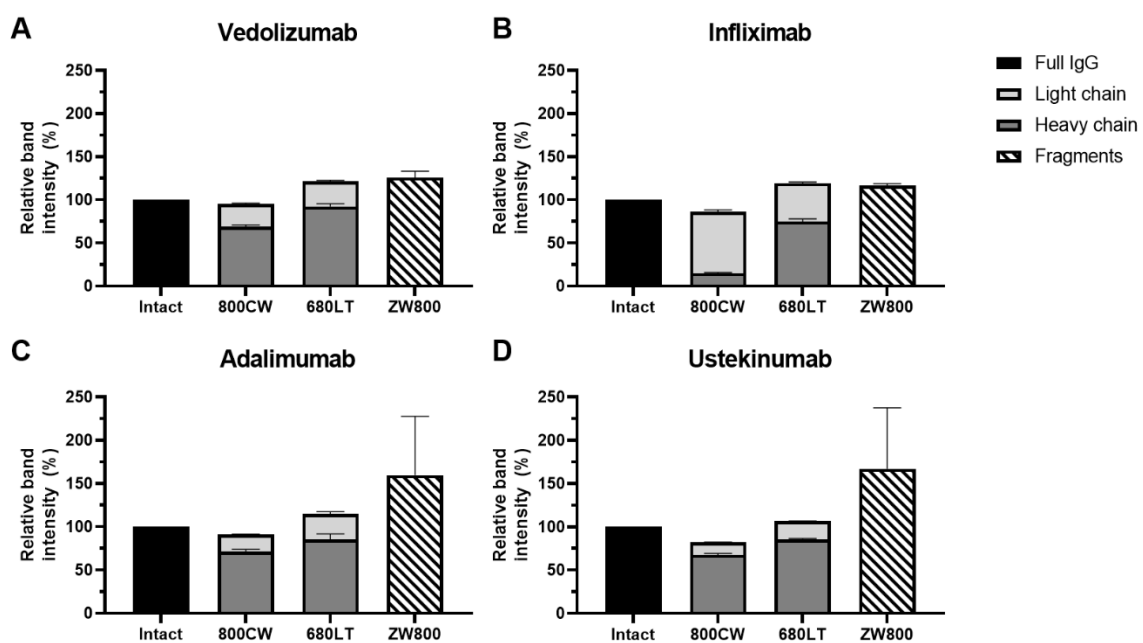 A
Vedolizumab
Relative band
intensity (%)
250
200
150
100
50
0
Intact 800CW 680LT ZW800
B
Infliximab
Relative band
intensity (%)
250
200
150
100
50
0
Intact 800CW 680LT ZW800
Full IgG
Light chain
Heavy chain
Fragments
C
Adalimumab
Relative band
intensity (%)
250
200
150
100
50
0
Intact 800CW 680LT ZW800
D
Ustekinumab
Relative band
intensity (%)
250
200
150
100
50
0
Intact 800CW 680LT ZW800